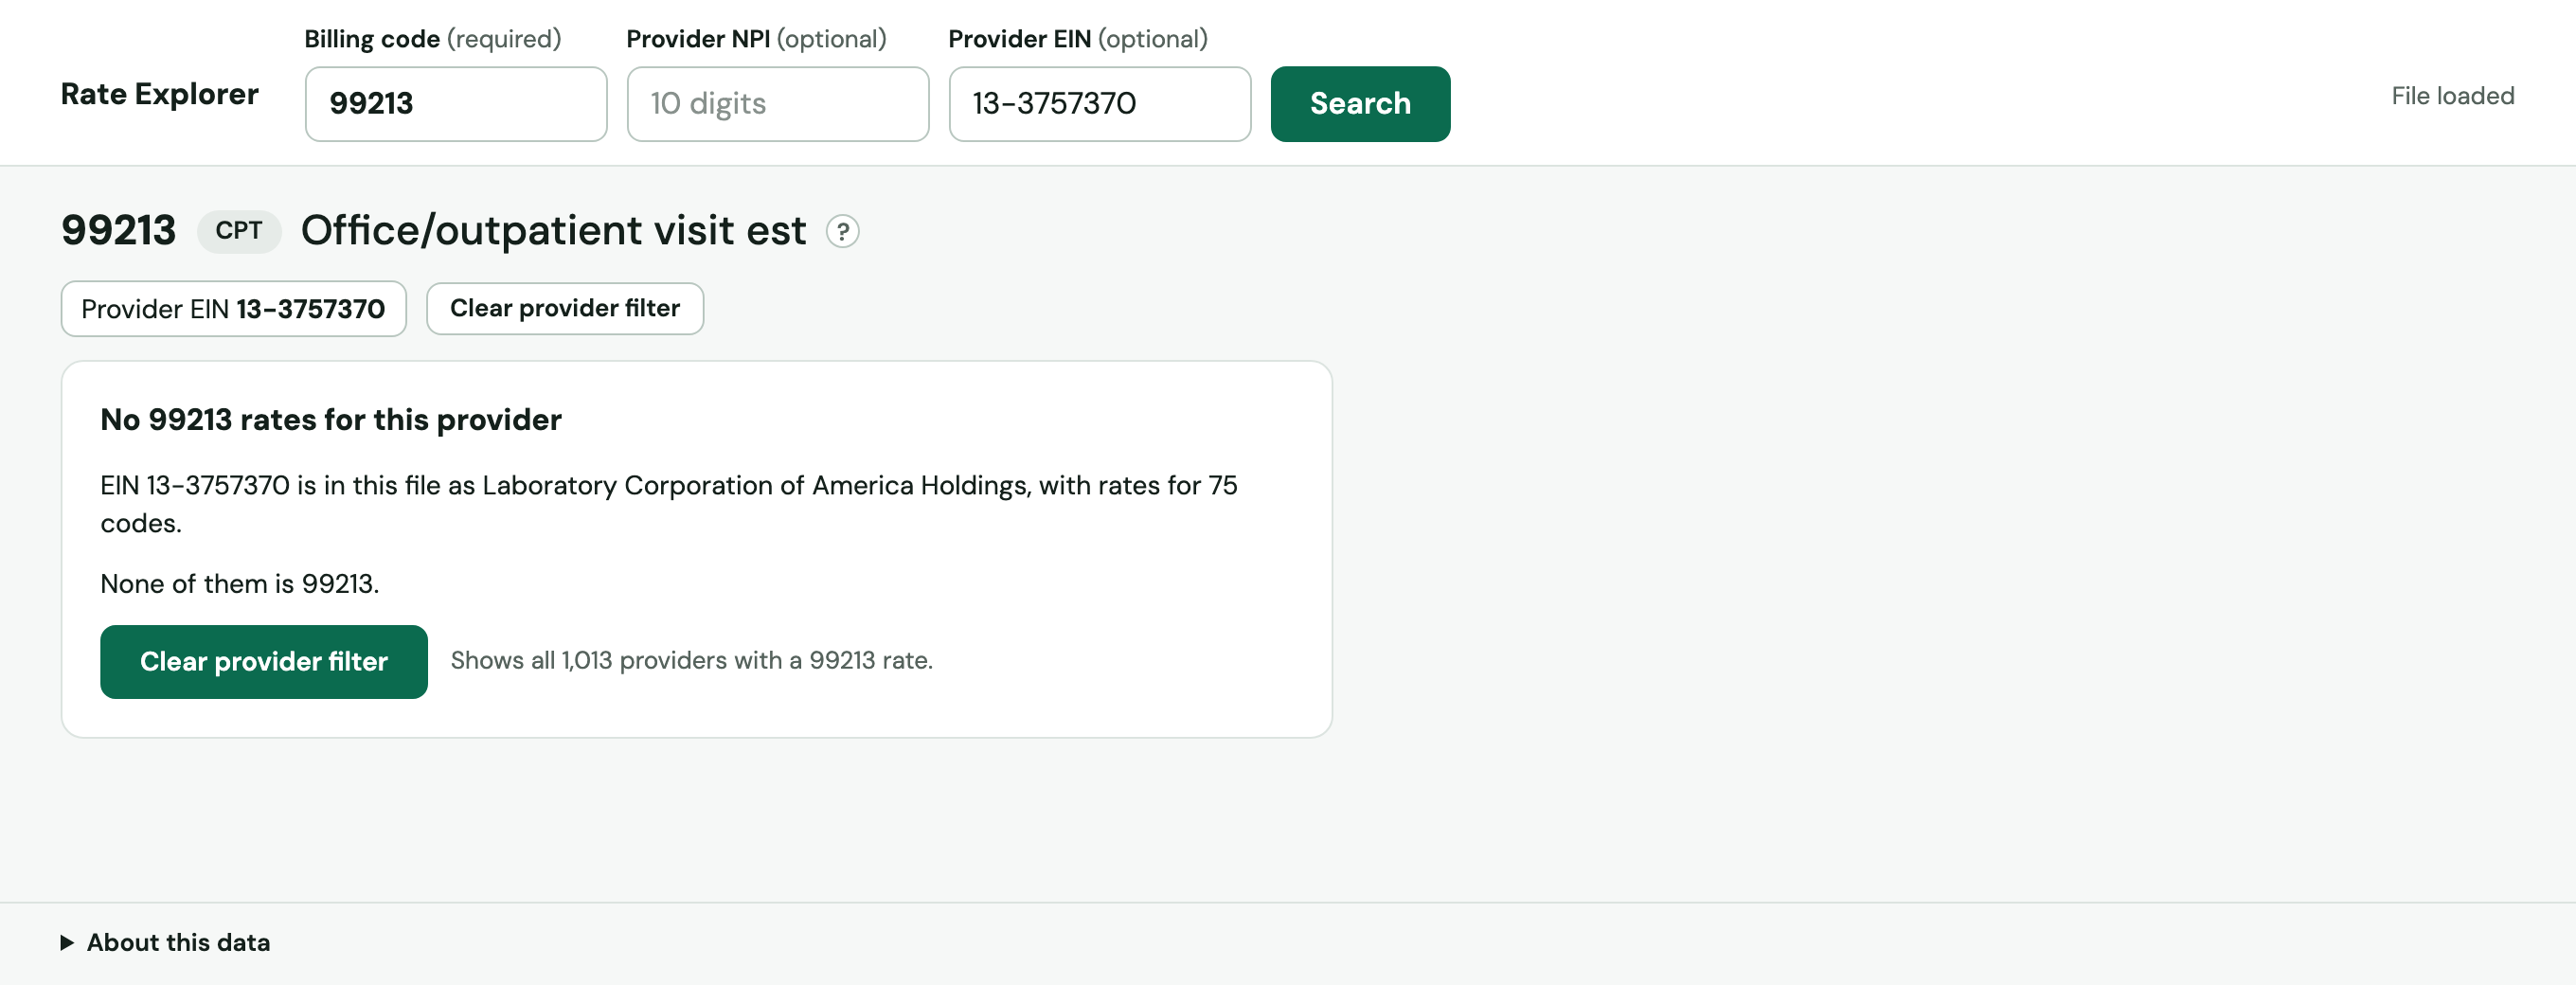 Rate Explorer
Billing code (required)
99213
Provider NPI (optional)
10 digits
Provider EIN (optional)
13-3757370
Search
File loaded
99213 CPT Office/outpatient visit est ?
Provider EIN 13-3757370
Clear provider filter
No 99213 rates for this provider
EIN 13-3757370 is in this file as Laboratory Corporation of America Holdings, with rates for 75
codes.
None of them is 99213.
Clear provider filter
Shows all 1,013 providers with a 99213 rate.
About this data